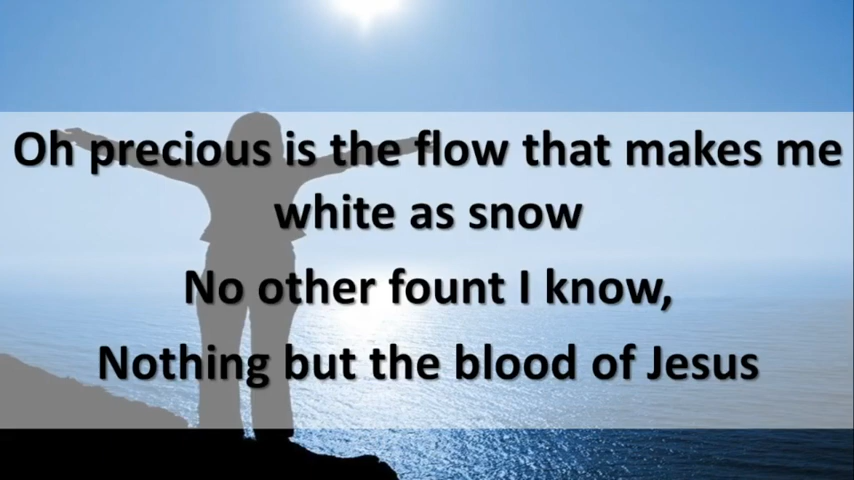 Oh precious is the flow that makes me
white as snow
No other fount I know,
Nothing but the blood of Jesus